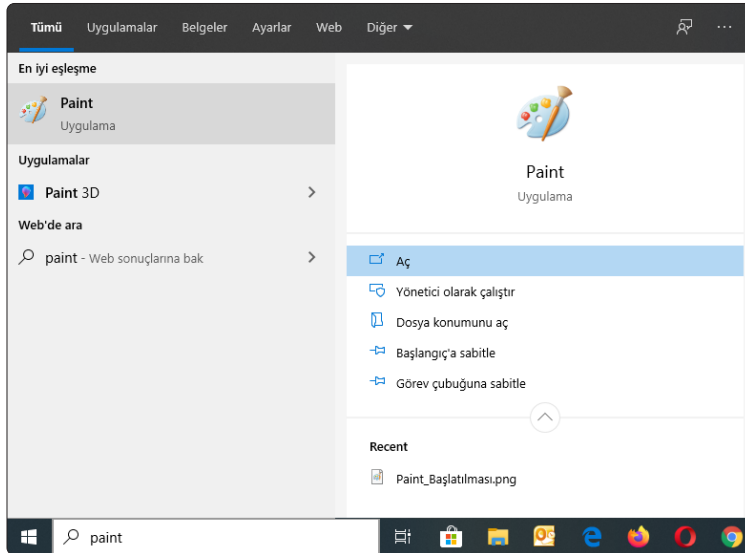 Tümü Uygulamalar Belgeler Ayarlar Web Diğer
En iyi eşleşme
Paint
Uygulama
Uygulamalar
Paint 3D
Web'de ara
paint - Web sonuçlarına bak
Paint
Uygulama
Aç
Yönetici olarak çalıştır
Dosya konumunu aç
Başlangıç'a sabitle
Görev çubuğuna sabitle
Recent
Paint_Başlatılması.png
paint